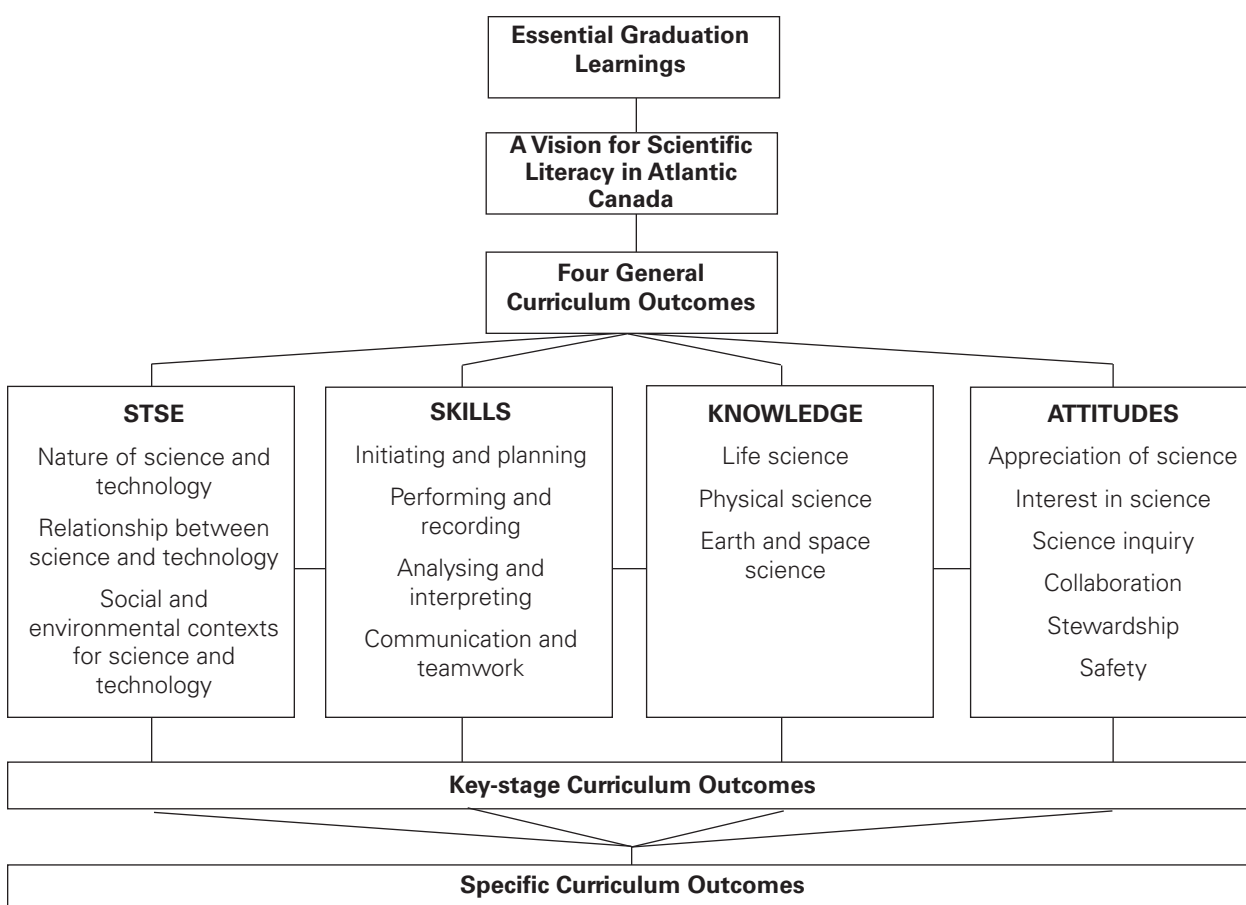 Essential Graduation
Learnings
A Vision for Scientific
Literacy in Atlantic
Canada
Four General
Curriculum Outcomes
STSE
Nature of science and
technology
Relationship between
science and technology
Social and
environmental contexts
for science and
technology
SKILLS
Initiating and planning
Performing and
recording
Analysing and
interpreting
Communication and
teamwork
KNOWLEDGE
Life science
Physical science
Earth and space
science
ATTITUDES
Appreciation of science
Interest in science
Science inquiry
Collaboration
Stewardship
Safety
Key-stage Curriculum Outcomes
Specific Curriculum Outcomes